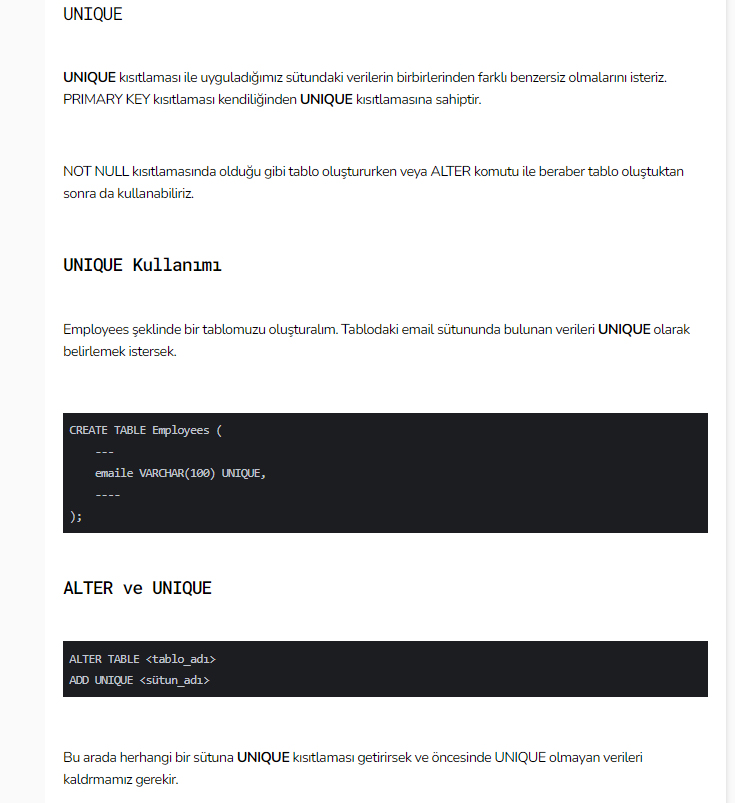 UNIQUE
UNIQUE kısıtlaması ile uyguladığımız sütundaki verilerin birbirlerinden farklı benzersiz olmalarını isteriz.
PRIMARY KEY kısıtlaması kendiliğinden UNIQUE kısıtlamasına sahiptir.
NOT NULL kısıtlamasında olduğu gibi tablo oluştururken veya ALTER komutu ile beraber tablo oluştuktan
sonra da kullanabiliriz.
UNIQUE Kullanımı
Employees şeklinde bir tablomuzu oluşturalım. Tablodaki email sütununda bulunan verileri UNIQUE olarak
belirlemek istersek.
CREATE TABLE Employees (
---
emaile VARCHAR(100) UNIQUE,
----
);
ALTER ve UNIQUE
ALTER TABLE <tablo_adı>
ADD UNIQUE <sütun_adı>
Bu arada herhangi bir sütuna UNIQUE kısıtlaması getirirsek ve öncesinde UNIQUE olmayan verileri
kaldrmamız gerekir.